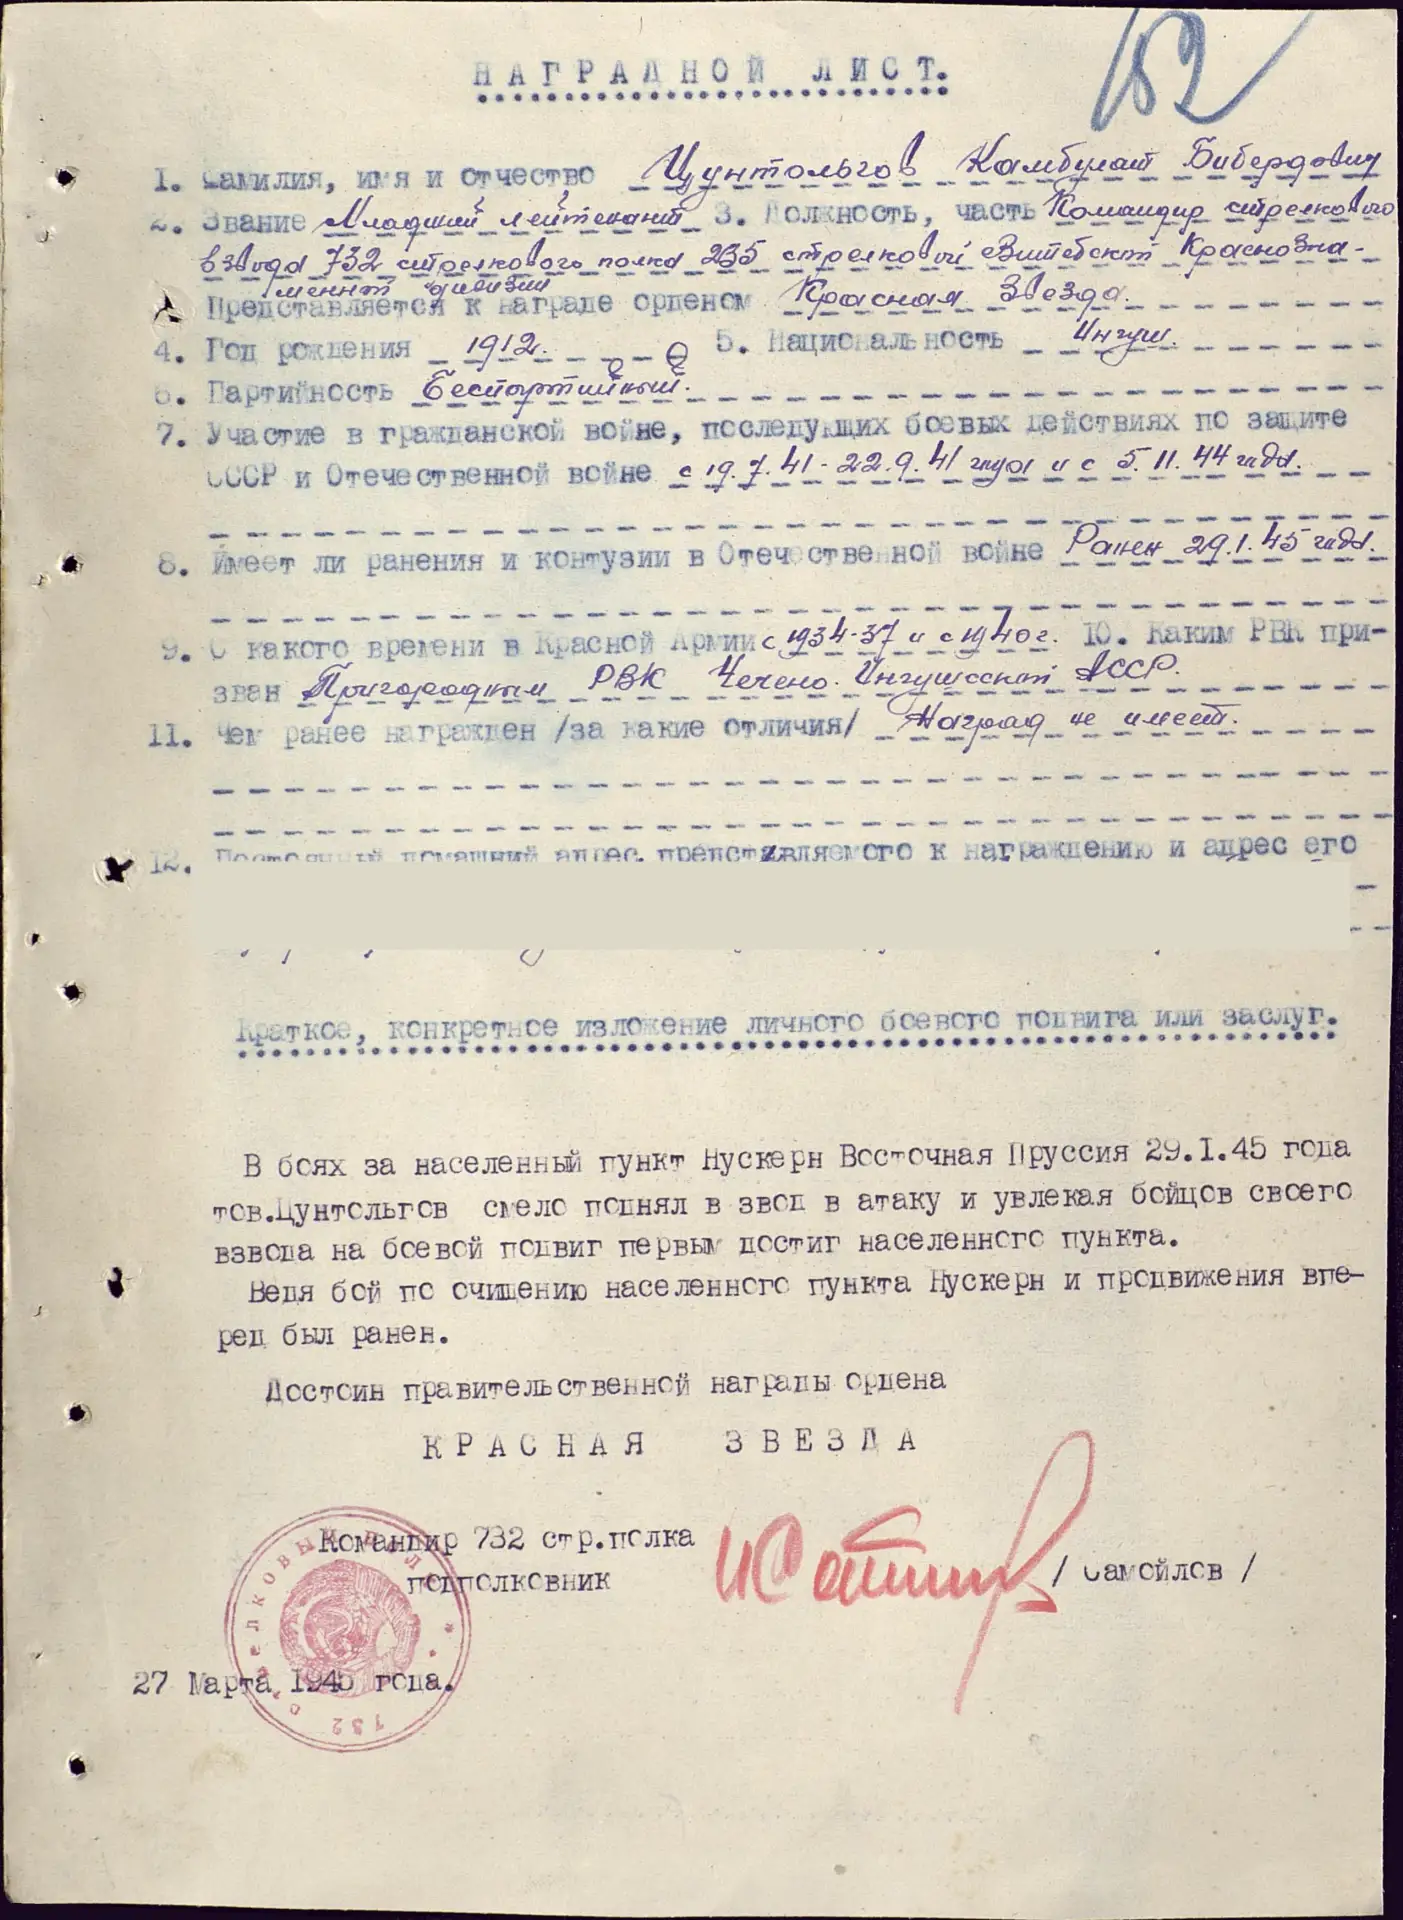 152
НАГРАДНОЙ ЛИСТ.
1. Фамилия, имя и отчество Цунтольгов Камбулат Бибердович
2. Звание Младший лейтенант 3. Должность, часть Командир стрелкового
взвода 732 стрелкового полка 235 стрелковой Витебской Краснозна-
менной дивизии
Представляется к награде орденом Красная Звезда.
4. Год рождения 1912. 5. Национальность Ингуш.
6. Партийность Беспартийный.
7. Участие в гражданской войне, последующих боевых действиях по защите
СССР и Отечественной войне с 19.7.41-22.9.41 года и с 5.11.44 года.
8. Имеет ли ранения и контузии в Отечественной войне Ранен 29.1.45 года.
9. С какого времени в Красной Армии с 1934-37 и с 1940 г. 10. Каким РВК при-
зван Пригородным РВК Чечено-Ингушской АССР.
11. Чем ранее награжден /за какие отличия/ Наград не имеет.
12. Постоянный домашний адрес представляемого к награждению и адрес его
Краткое, конкретное изложение личного боевого подвига или заслуг.
В боях за населенный пункт Нускерн Восточная Пруссия 29.I.45 года
тов.Цунтольгов смело поднял в звод в атаку и увлекая бойцов своего
взвода на боевой подвиг первым достиг населенного пункта.
Ведя бой по очищению населенного пункта Нускерн и продвижения впе-
ред был ранен.
Достоин правительственной награды ордена
КРАСНАЯ ЗВЕЗДА
Командир 732 стр.полка
подполковник /Самойлов/
27 Марта 1945 года.
732 стрелковый полк